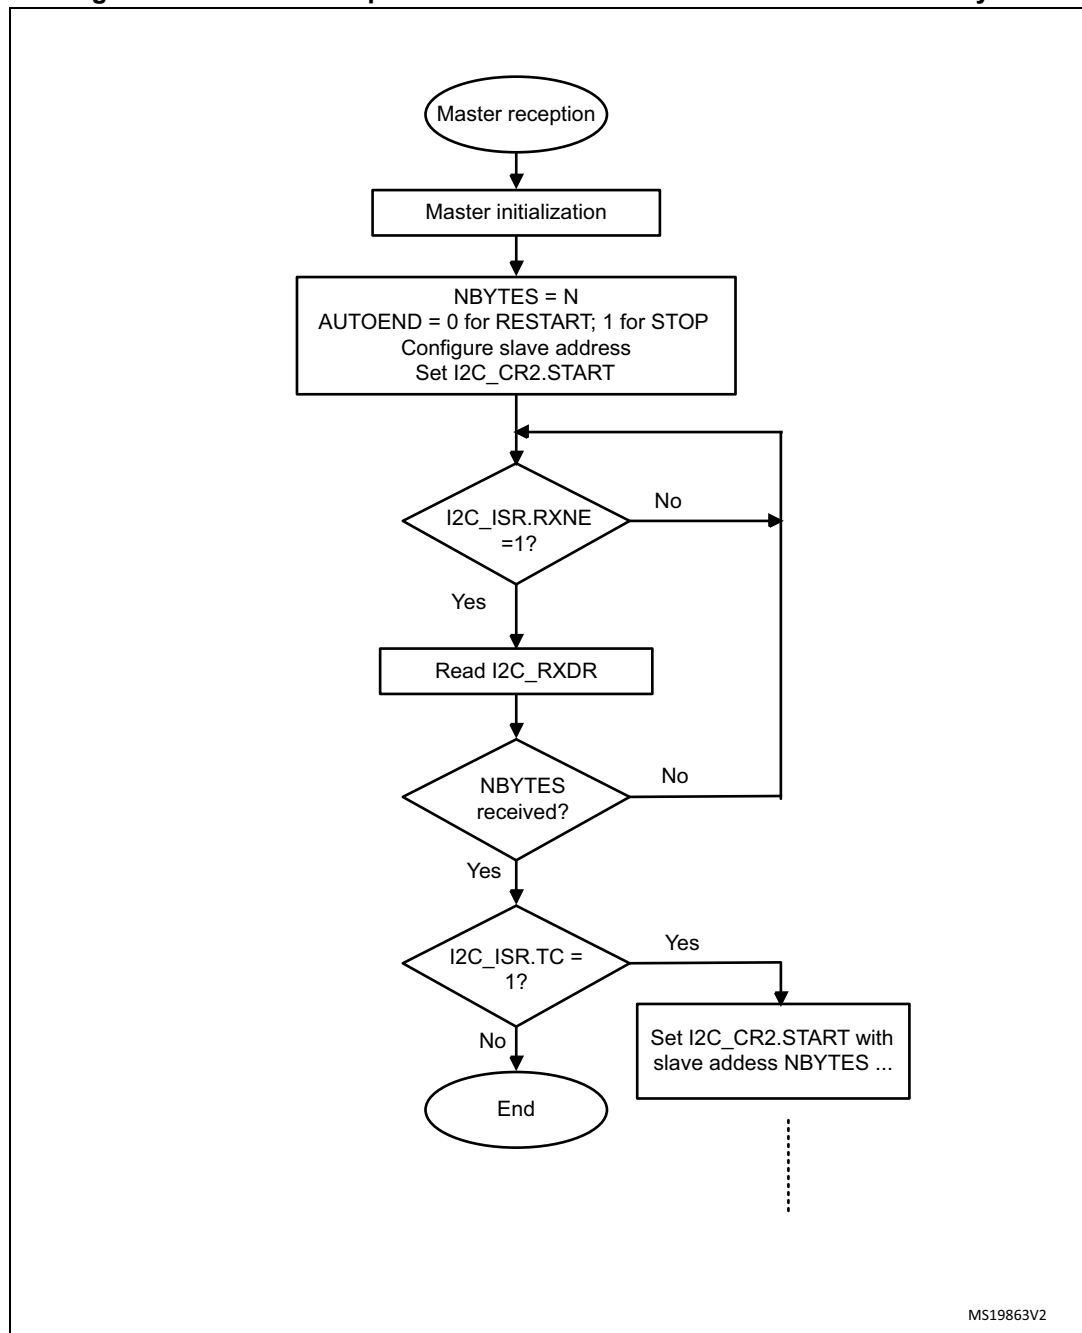 Master reception
Master initialization
NBYTES = N
AUTOEND = 0 for RESTART; 1 for STOP
Configure slave address
Set I2C_CR2.START
No
I2C_ISR.RXNE
=1?
Yes
Read I2C_RXDR
No
NBYTES
received?
Yes
Yes
I2C_ISR.TC =
1?
No
Set I2C_CR2.START with
slave addess NBYTES ...
End
MS19863V2